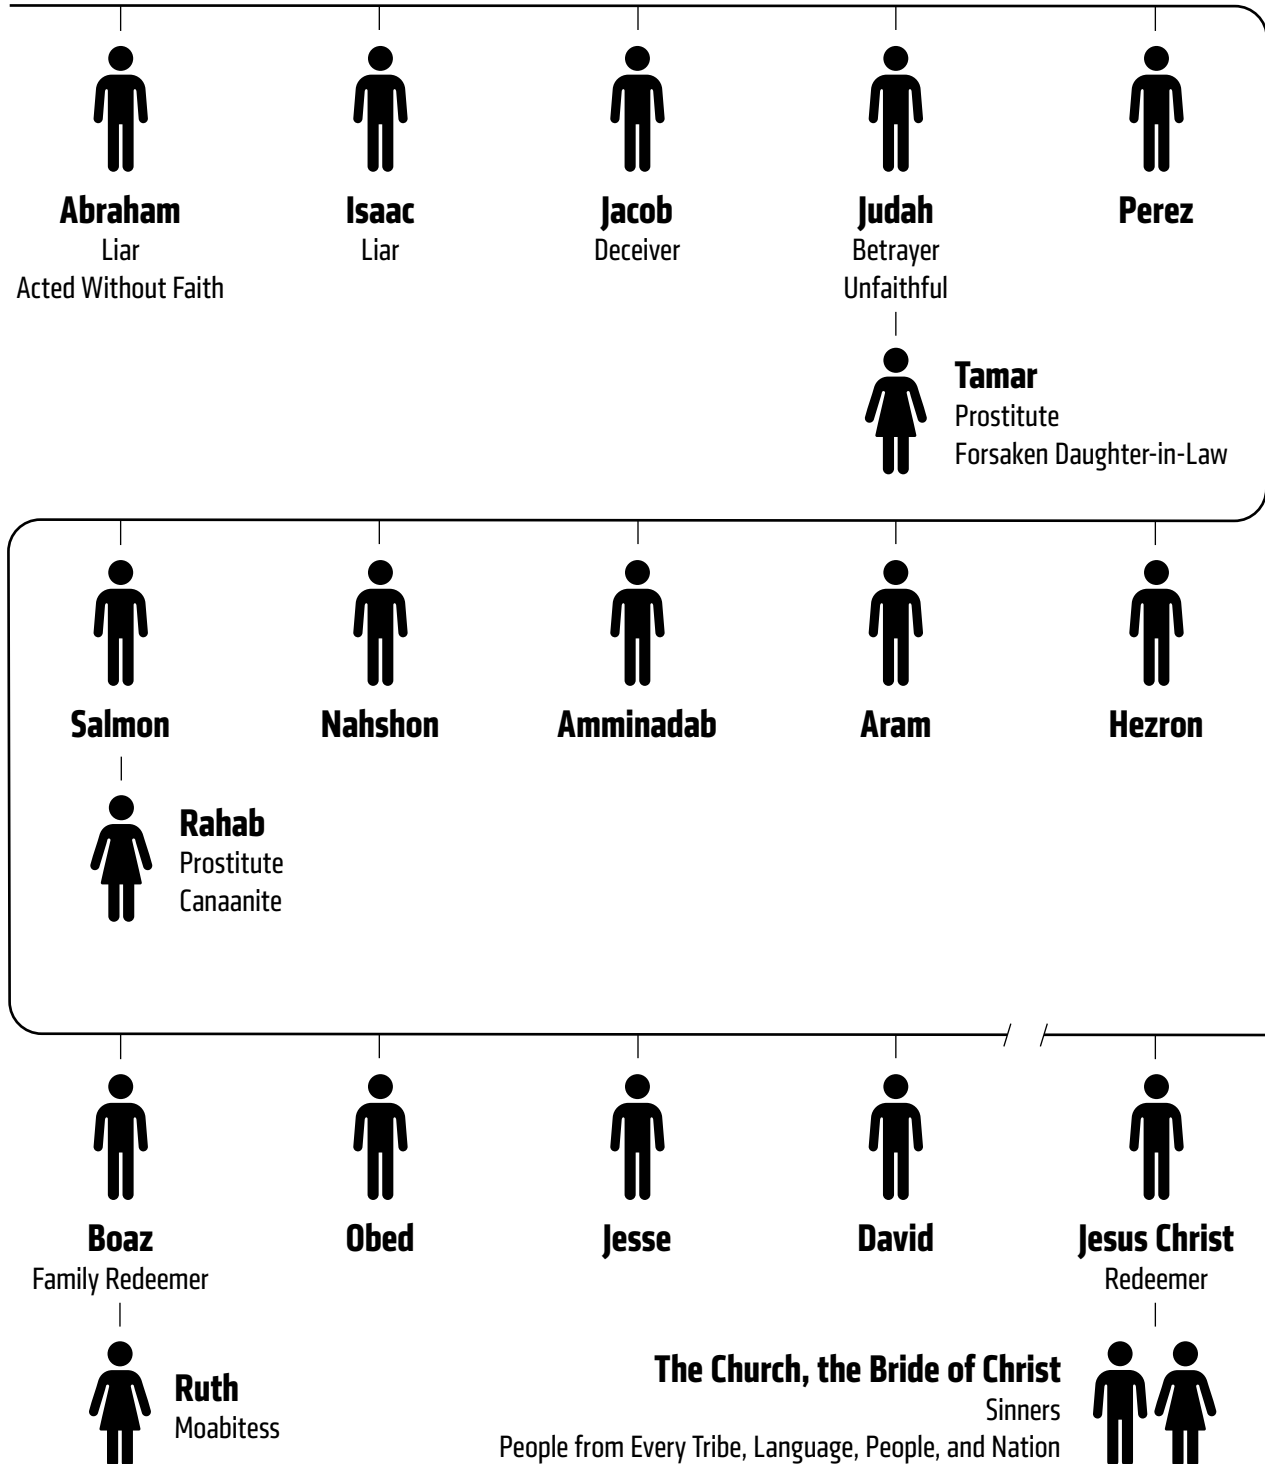 Abraham
Liar
Acted Without Faith
Isaac
Liar
Jacob
Deceiver
Judah
Betrayer
Unfaithful
Perez
Tamar
Prostitute
Forsaken Daughter-in-Law
Salmon
Nahshon
Amminadab
Aram
Hezron
Rahab
Prostitute
Canaanite
Boaz
Family Redeemer
Obed
Jesse
David
Jesus Christ
Redeemer
Ruth
Moabitess
The Church, the Bride of Christ
Sinners
People from Every Tribe, Language, People, and Nation